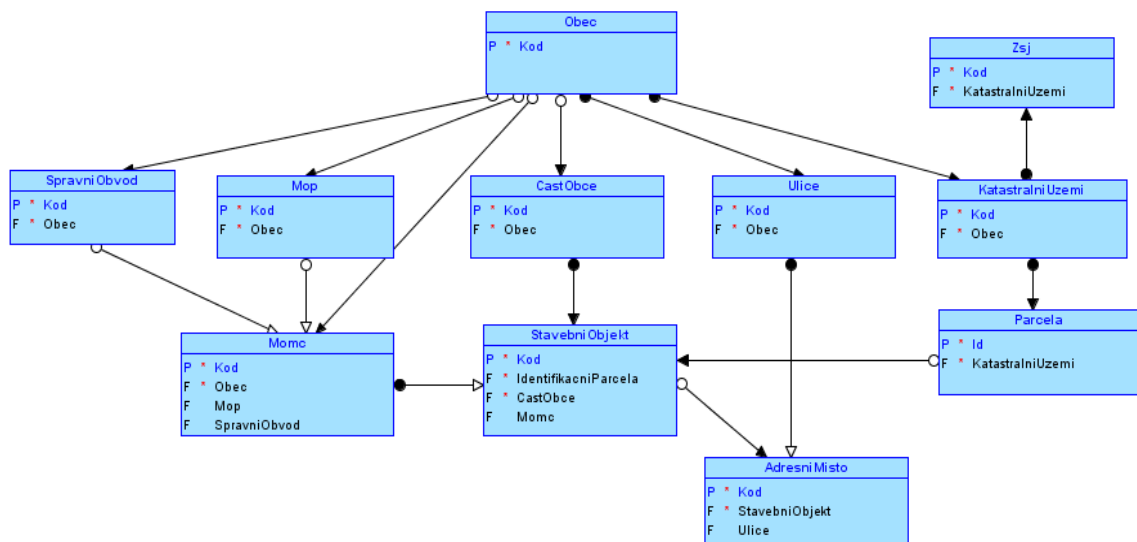 Obec
P * Kod
Zsj
P * Kod
F * KatastralniUzemi
SpravniObvod
P * Kod
F * Obec
Mop
P * Kod
F * Obec
CastObce
P * Kod
F * Obec
Ulice
P * Kod
F * Obec
KatastralniUzemi
P * Kod
F * Obec
Momc
P * Kod
F * Obec
F Mop
F SpravniObvod
StavebniObjekt
P * Kod
F * IdentifikacniParcela
F * CastObce
F Momc
Parcela
P * Id
F * KatastralniUzemi
AdresniMisto
P * Kod
F * StavebniObjekt
F Ulice